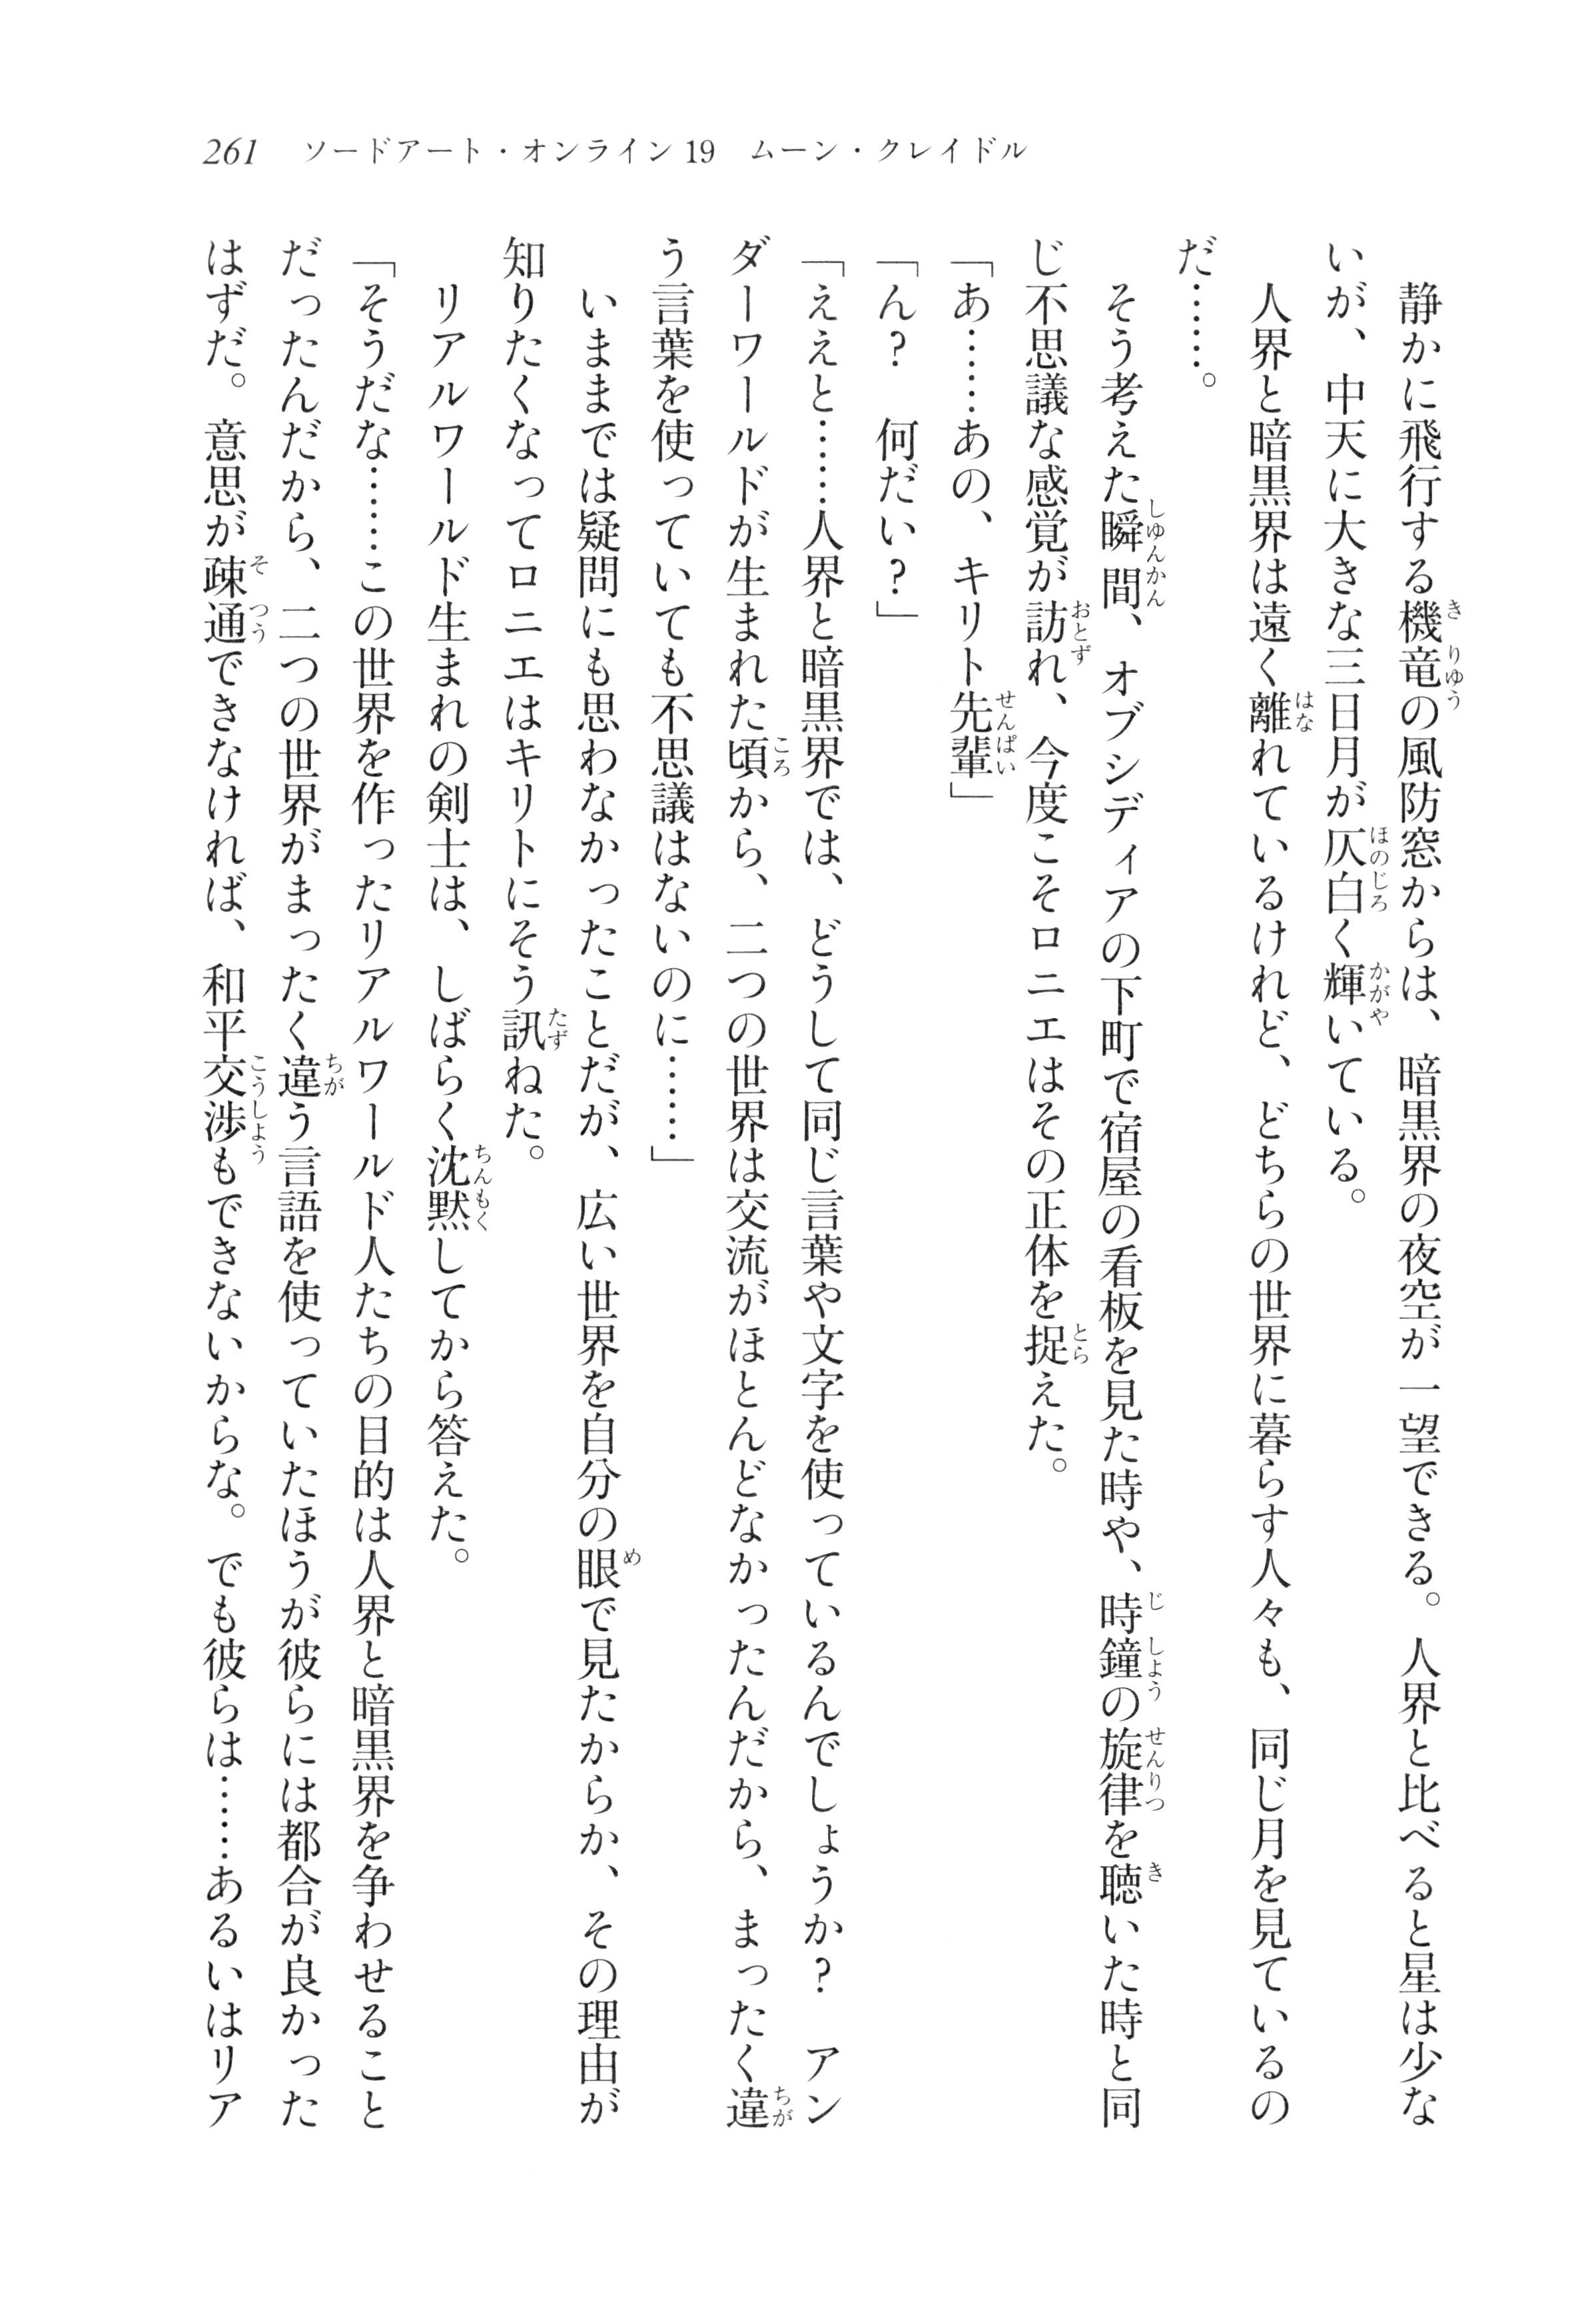 261 ソードアート・オンライン19 ムーン・クレイドル
静かに飛行する機竜の風防窓からは、暗黒界の夜空が一望できる。人界と比べると星は少な
いが、中天に大きな三日月が仄白く輝いている。
人界と暗黒界は遠く離れているけれど、どちらの世界に暮らす人々も、同じ月を見ているの
だ……。
そう考えた瞬間、オブシディアの下町で宿屋の看板を見た時や、時鐘の旋律を聴いた時と同
じ不思議な感覚が訪れ、今度こそロニエはその正体を捉えた。
「あ……あの、キリト先輩」
「ん？ 何だい？」
「ええと……人界と暗黒界では、どうして同じ言葉や文字を使っているんでしょうか？ アン
ダーワールドが生まれた頃から、二つの世界は交流がほとんどなかったんだから、まったく違
う言葉を使っていても不思議はないのに……」
いままでは疑問にも思わなかったことだが、広い世界を自分の眼で見たからか、その理由が
知りたくなってロニエはキリトにそう訊ねた。
リアルワールド生まれの剣士は、しばらく沈黙してから答えた。
「そうだな……この世界を作ったリアルワールド人たちの目的は人界と暗黒界を争わせること
だったんだから、二つの世界がまったく違う言語を使っていたほうが彼らには都合が良かった
はずだ。意思が疎通できなければ、和平交渉もできないからな。でも彼らは……あるいはリア